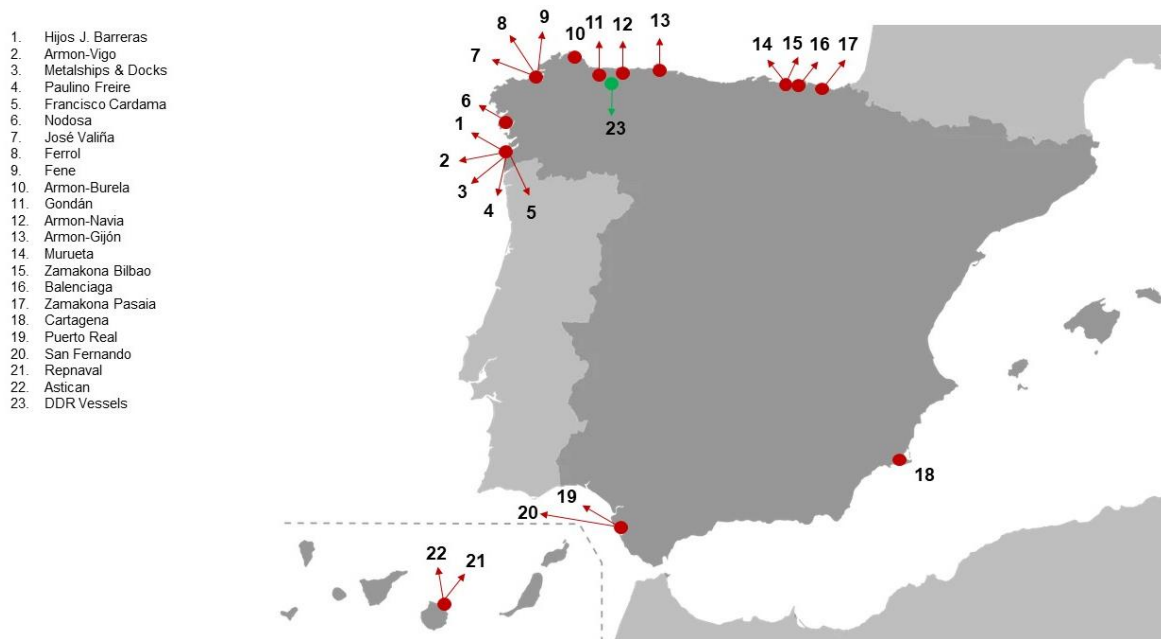 1. Hijos J. Barreras
2. Armon-Vigo
3. Metalships & Docks
4. Paulino Freire
5. Francisco Cardama
6. Nodosa
7. José Valiña
8. Ferrol
9. Fene
10. Armon-Burela
11. Gondán
12. Armon-Navia
13. Armon-Gijón
14. Murueta
15. Zamakona Bilbao
16. Balenciaga
17. Zamakona Pasaia
18. Cartagena
19. Puerto Real
20. San Fernando
21. Repnaval
22. Astican
23. DDR Vessels
7
8
9
10
11
12
13
14
15
16
17
6
23
1
2
3
4
5
18
19
20
22
21